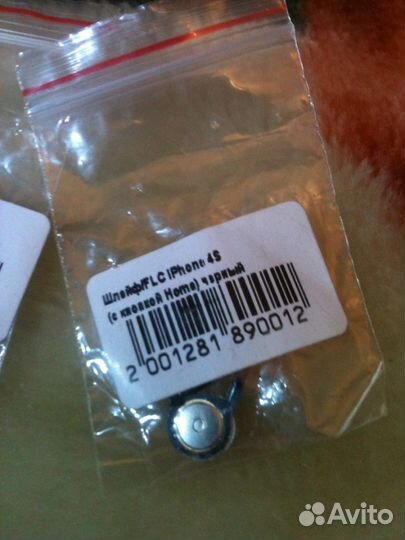 Шлейф/FLC iPhone 4S
(с кнопкой Home) черный
2 001281 890012
Avito